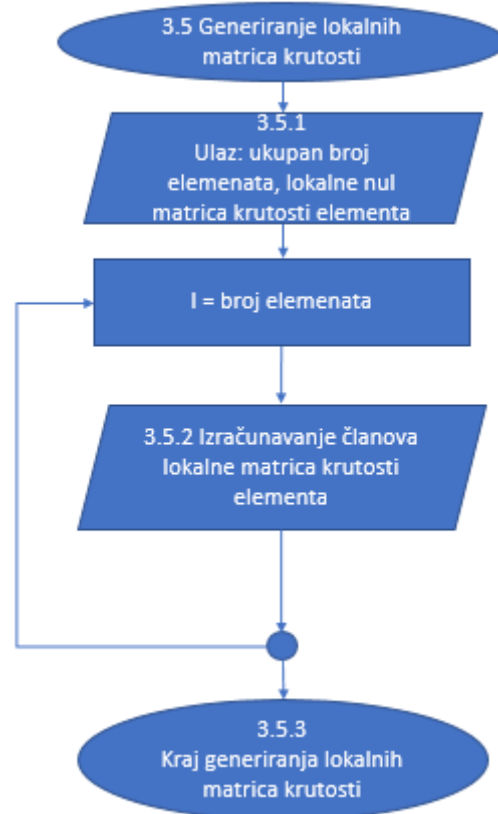 3.5 Generiranje lokalnih
matrica krutosti
3.5.1
Ulaz: ukupan broj
elemenata, lokalne nul
matrica krutosti elementa
I = broj elemenata
3.5.2 Izračunavanje članova
lokalne matrica krutosti
elementa
3.5.3
Kraj generiranja lokalnih
matrica krutosti